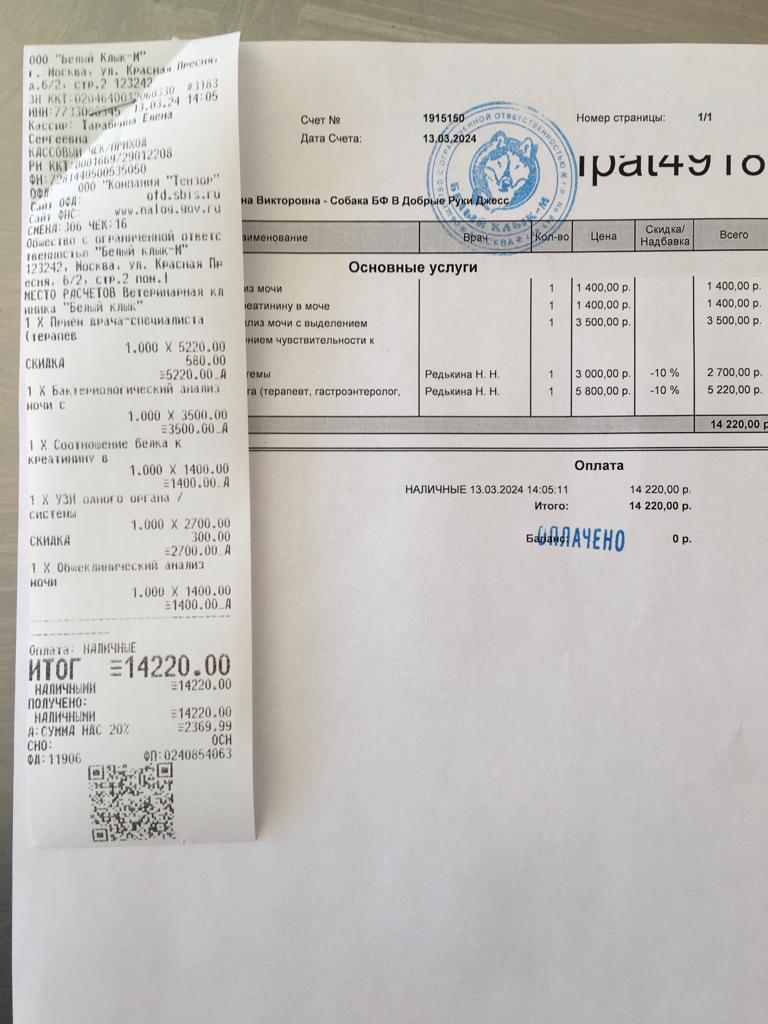 ООО "Белый Клык-М"
г. Москва, ул. Красная Пресня,
д.6/2, стр.2 123242
13.03.24 14:05
#3183
Кассир: Елена
Сергеевна
КАССОВЫЙ ЧЕК/ПРИХОД
РН ККТ:0001669729012208
ООО "Компания "Тензор"
Сайт ОФД: ofd.sbis.ru
Сайт ФНС: www.nalog.gov.ru
СМЕНА:306 ЧЕК:16
Общество с ограниченной ответс
твенностью "Белый клык-М"
123242, Москва, ул. Красная Пр
есня, 6/2, стр.2 пом.I
МЕСТО РАСЧЕТОВ Ветеринарная кл
иника "Белый клык"
1 X Прием врача-специалиста
(терапев
1.000 X 5220.00
СКИДКА 580.00
≡5220.00_А
1 X Бактериологический анализ
мочи с
1.000 X 3500.00
≡3500.00_А
1 X Соотношение белка к
креатинину в
1.000 X 1400.00
≡1400.00_А
1 X УЗИ одного органа /
системы
1.000 X 2700.00
СКИДКА 300.00
≡2700.00_А
1 X Общеклинический анализ
мочи
1.000 X 1400.00
≡1400.00_А
Оплата: НАЛИЧНЫЕ
ИТОГ ≡14220.00
НАЛИЧНЫМИ ≡14220.00
ПОЛУЧЕНО:
НАЛИЧНЫМИ ≡14220.00
А:СУММА НДС 20% ≡2369.99
СНО: ОСН
ФД:11906 ФП:0240854063
Счет № 1915150 Номер страницы: 1/1
Дата Счета: 13.03.2024
на Викторовна - Собака БФ В Добрые Руки Джесс
БЕЛЫЙ КЛЫК-М
аименование Врач Кол-во Цена Скидка/ Всего
Надбавка
Основные услуги
из мочи 1 1 400,00 р. 1 400,00 р.
реатинину в моче 1 1 400,00 р. 1 400,00 р.
лиз мочи с выделением 1 3 500,00 р. 3 500,00 р.
нием чувствительности к
темы Редькина Н. Н. 1 3 000,00 р. -10 % 2 700,00 р.
та (терапевт, гастроэнтеролог, Редькина Н. Н. 1 5 800,00 р. -10 % 5 220,00 р.
14 220,00 р
Оплата
НАЛИЧНЫЕ 13.03.2024 14:05:11 14 220,00 р.
Итого: 14 220,00 р.
Баланс: 0 р.
ОПЛАЧЕНО